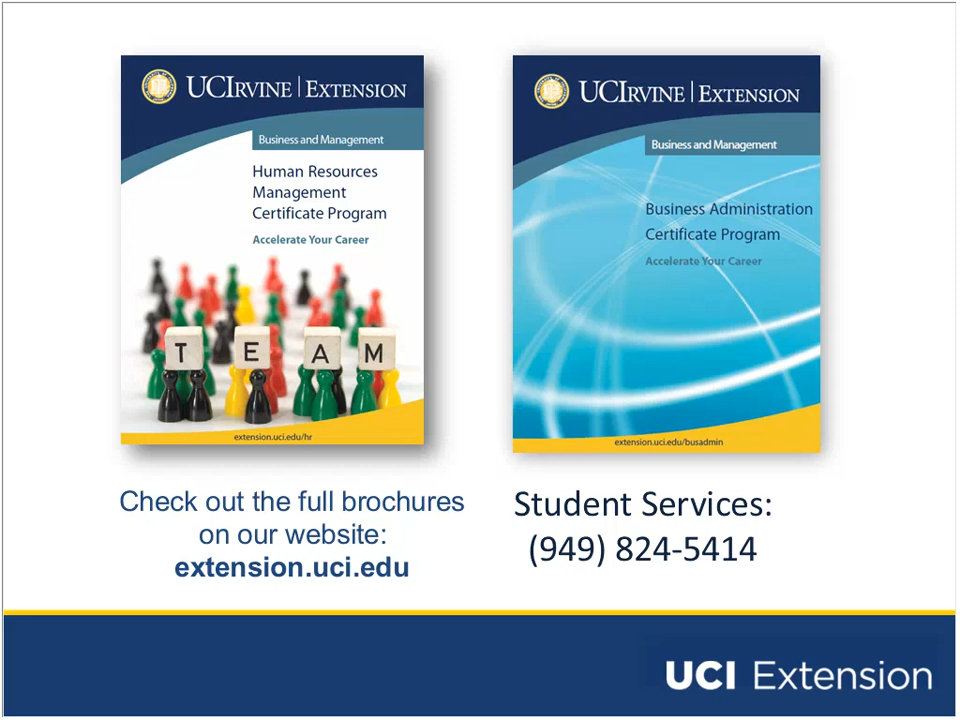 UCIRVINE | EXTENSION
Business and Management
Human Resources
Management
Certificate Program
Accelerate Your Career
T E A M
extension.uci.edu/hr
UCIRVINE | EXTENSION
Business and Management
Business Administration
Certificate Program
Accelerate Your Career
extension.uci.edu/busadmin
Check out the full brochures
on our website:
extension.uci.edu
Student Services:
(949) 824-5414
UCI Extension